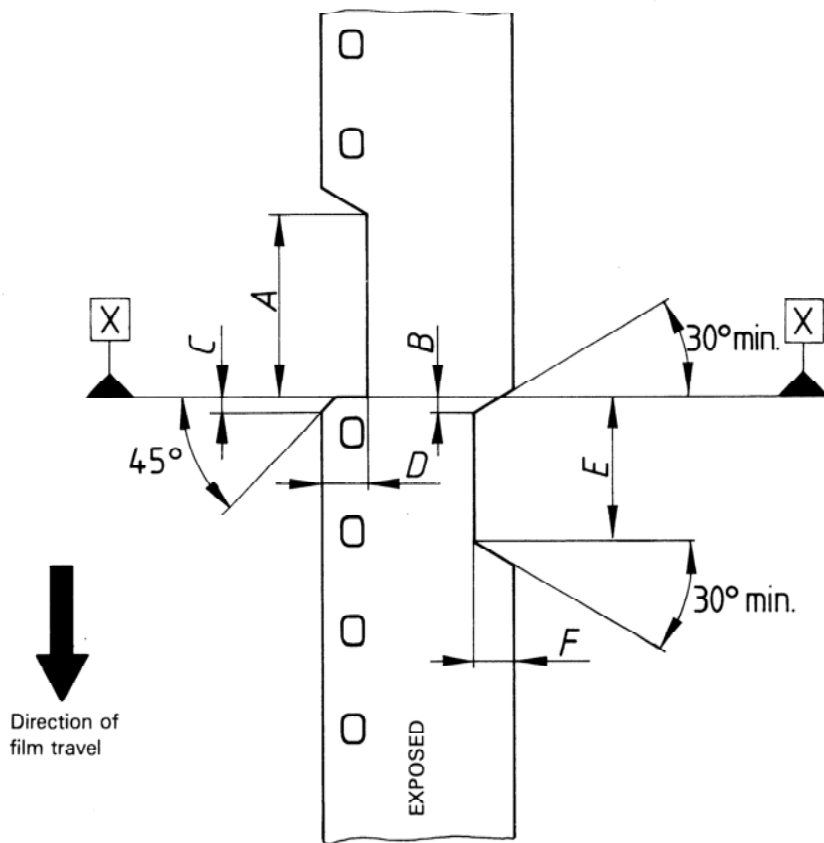 X
X
A
B
C
30° min.
45°
D
E
30° min.
F
Direction of
film travel
EXPOSED